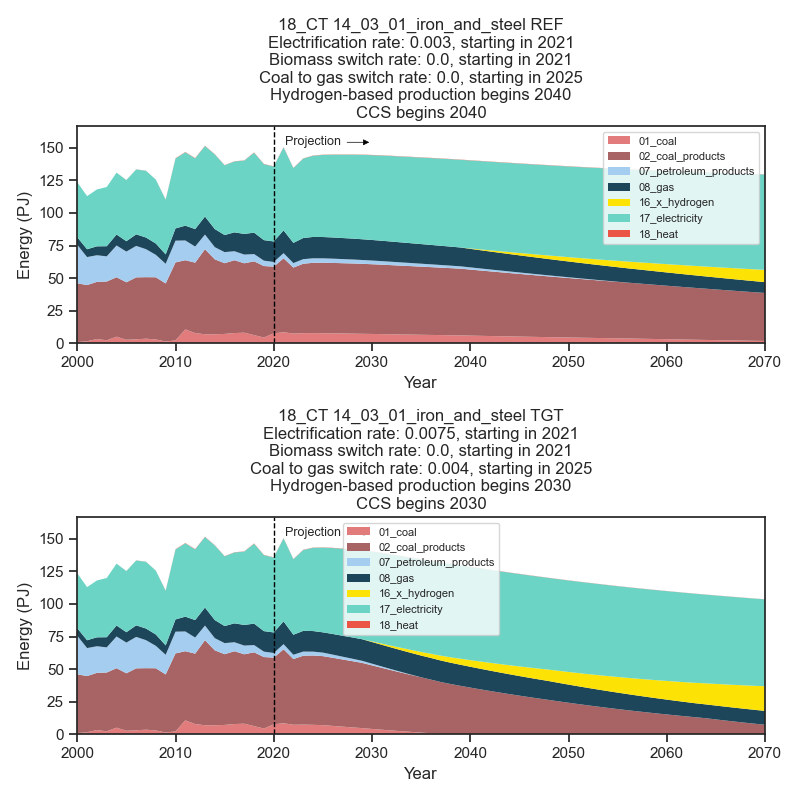 18_CT 14_03_01_iron_and_steel REF
Electrification rate: 0.003, starting in 2021
Biomass switch rate: 0.0, starting in 2021
Coal to gas switch rate: 0.0, starting in 2025
Hydrogen-based production begins 2040
CCS begins 2040
Projection
01_coal
02_coal_products
07_petroleum_products
08_gas
16_x_hydrogen
17_electricity
18_heat
Energy (PJ)
150
125
100
75
50
25
0
2000 2010 2020 2030 2040 2050 2060 2070
Year
18_CT 14_03_01_iron_and_steel TGT
Electrification rate: 0.0075, starting in 2021
Biomass switch rate: 0.0, starting in 2021
Coal to gas switch rate: 0.004, starting in 2025
Hydrogen-based production begins 2030
CCS begins 2030
Projection
01_coal
02_coal_products
07_petroleum_products
08_gas
16_x_hydrogen
17_electricity
18_heat
Energy (PJ)
150
125
100
75
50
25
0
2000 2010 2020 2030 2040 2050 2060 2070
Year